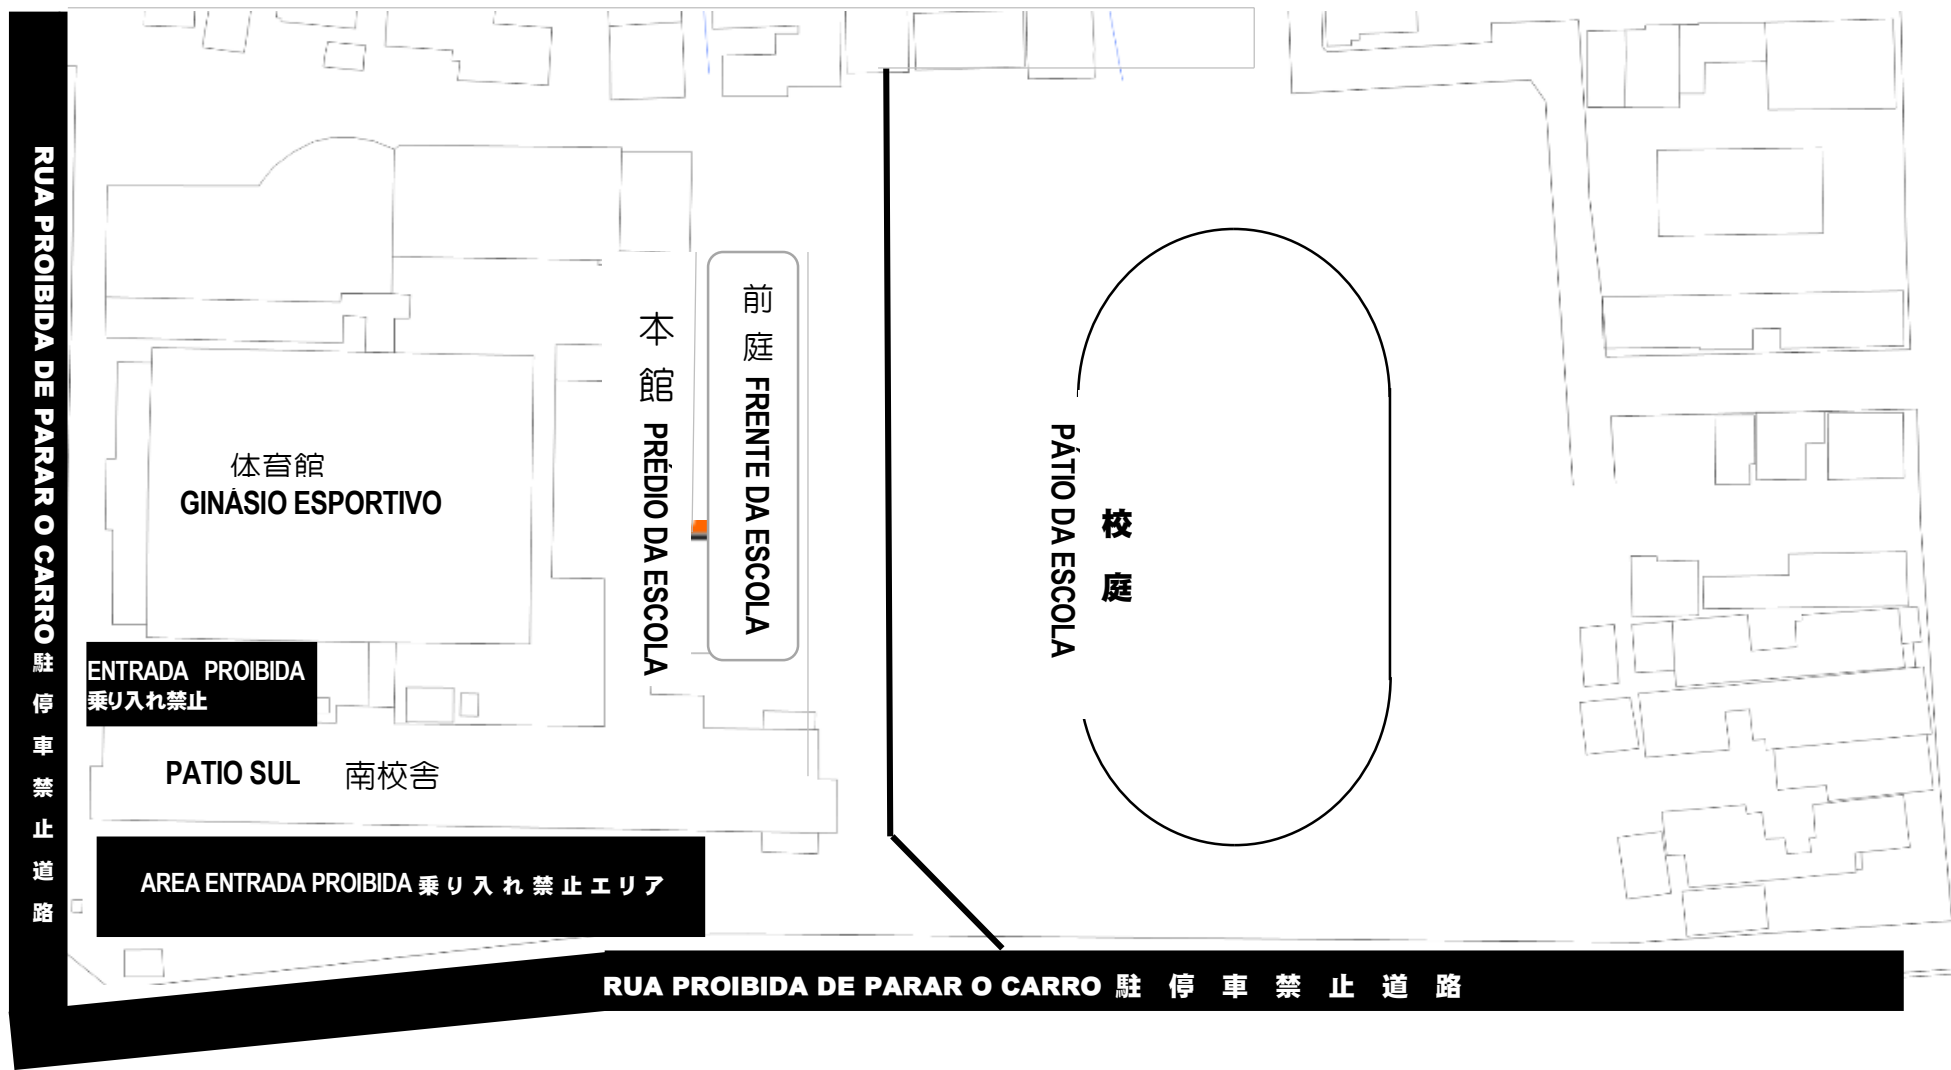 RUA PROIBIDA DE PARAR O CARRO 駐停車禁止道路
前庭 FRENTE DA ESCOLA
本館 PRÉDIO DA ESCOLA
体育館
GINÁSIO ESPORTIVO
PÁTIO DA ESCOLA
校庭
ENTRADA PROIBIDA
乗り入れ禁止
PATIO SUL 南校舎
AREA ENTRADA PROIBIDA 乗り入れ禁止エリア
RUA PROIBIDA DE PARAR O CARRO 駐停車禁止道路